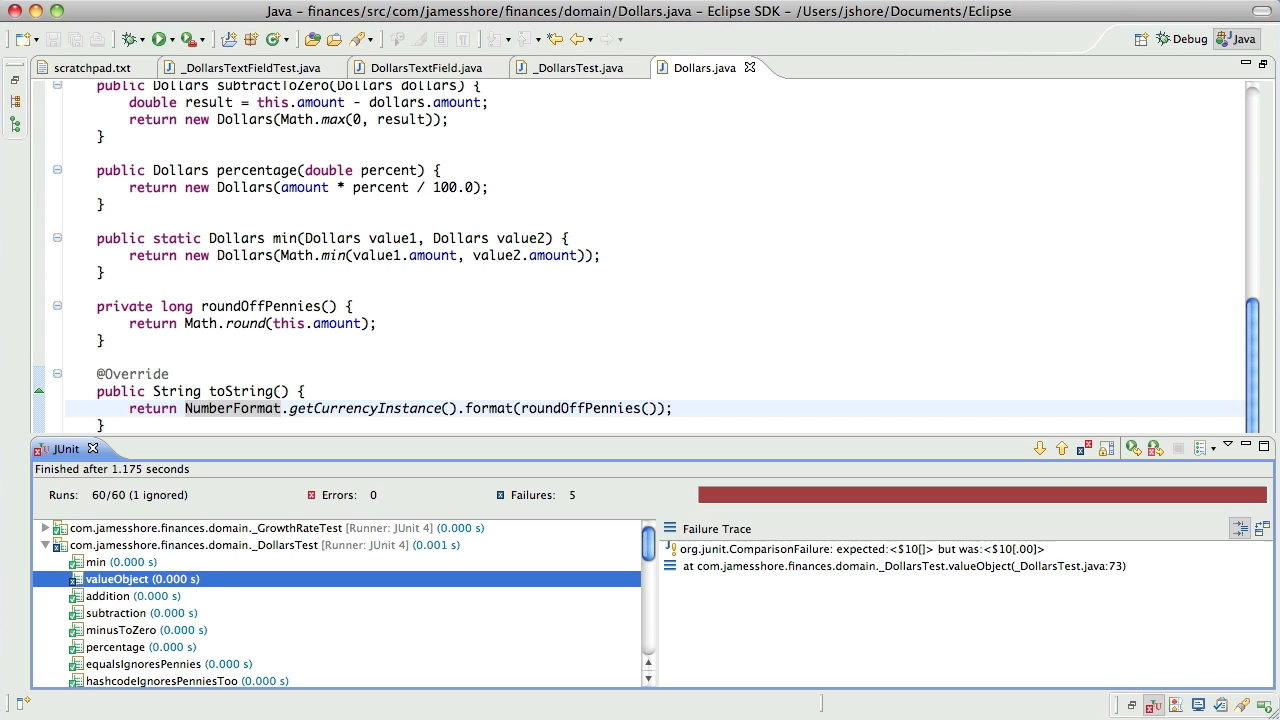 Java – finances/src/com/jamesshore/finances/domain/Dollars.java – Eclipse SDK – /Users/jshore/Documents/Eclipse
Debug
Java
scratchpad.txt
_DollarsTextFieldTest.java
DollarsTextField.java
_DollarsTest.java
Dollars.java
public Dollars subtractToZero(Dollars dollars) {
double result = this.amount - dollars.amount;
return new Dollars(Math.max(0, result));
}
public Dollars percentage(double percent) {
return new Dollars(amount * percent / 100.0);
}
public static Dollars min(Dollars value1, Dollars value2) {
return new Dollars(Math.min(value1.amount, value2.amount));
}
private long roundOffPennies() {
return Math.round(this.amount);
}
@Override
public String toString() {
return NumberFormat.getCurrencyInstance().format(roundOffPennies());
}
JUnit
Finished after 1.175 seconds
Runs: 60/60 (1 ignored)
Errors: 0
Failures: 5
com.jamesshore.finances.domain._GrowthRateTest [Runner: JUnit 4] (0.000 s)
com.jamesshore.finances.domain._DollarsTest [Runner: JUnit 4] (0.001 s)
min (0.000 s)
valueObject (0.000 s)
addition (0.000 s)
subtraction (0.000 s)
minusToZero (0.000 s)
percentage (0.000 s)
equalsIgnoresPennies (0.000 s)
hashcodeIgnoresPenniesToo (0.000 s)
Failure Trace
org.junit.ComparisonFailure: expected:<$10[]> but was:<$10[.00]>
at com.jamesshore.finances.domain._DollarsTest.valueObject(_DollarsTest.java:73)